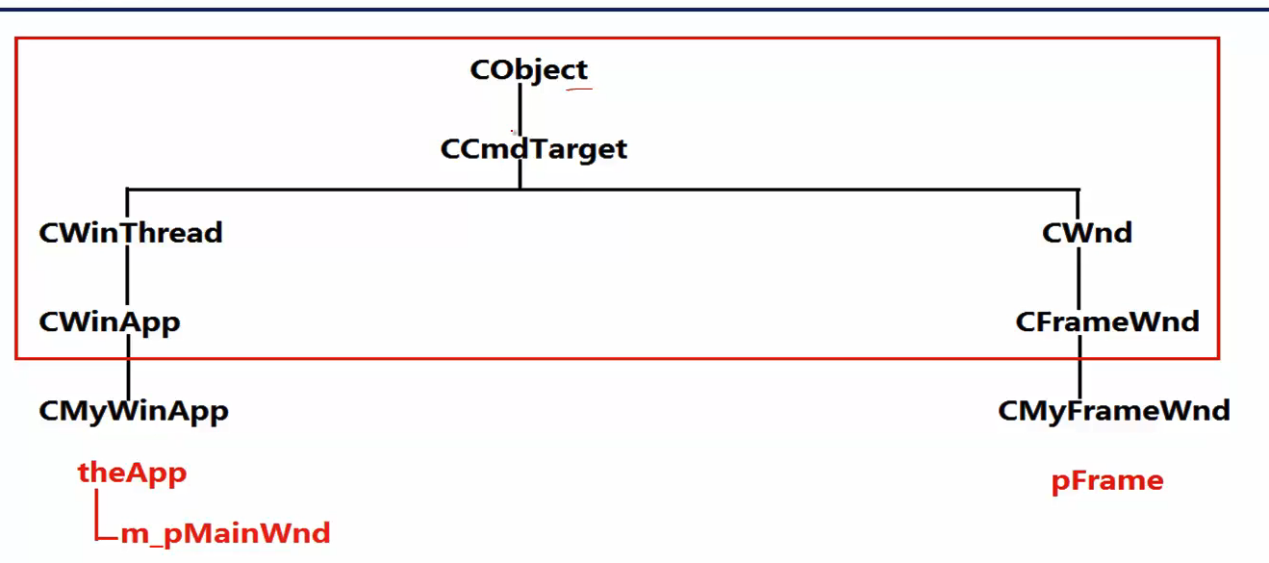 CObject
CCmdTarget
CWinThread CWnd
CWinApp CFrameWnd
CMyWinApp CMyFrameWnd
theApp pFrame
m_pMainWnd